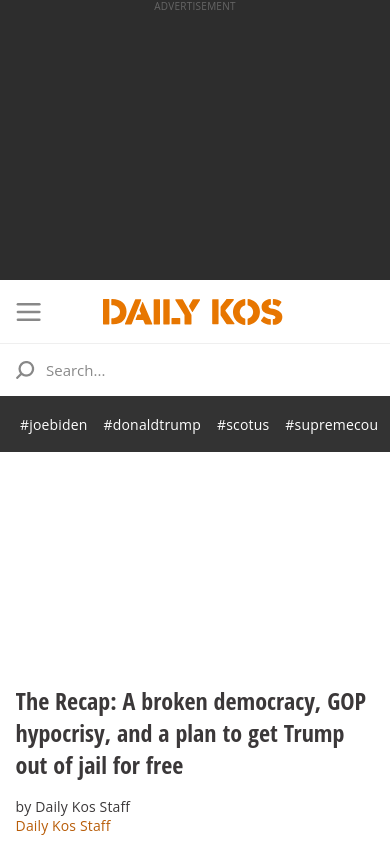 ADVERTISEMENT
DAILY KOS
Search...
#joebiden #donaldtrump #scotus #supremecou
The Recap: A broken democracy, GOP
hypocrisy, and a plan to get Trump
out of jail for free
by Daily Kos Staff
Daily Kos Staff